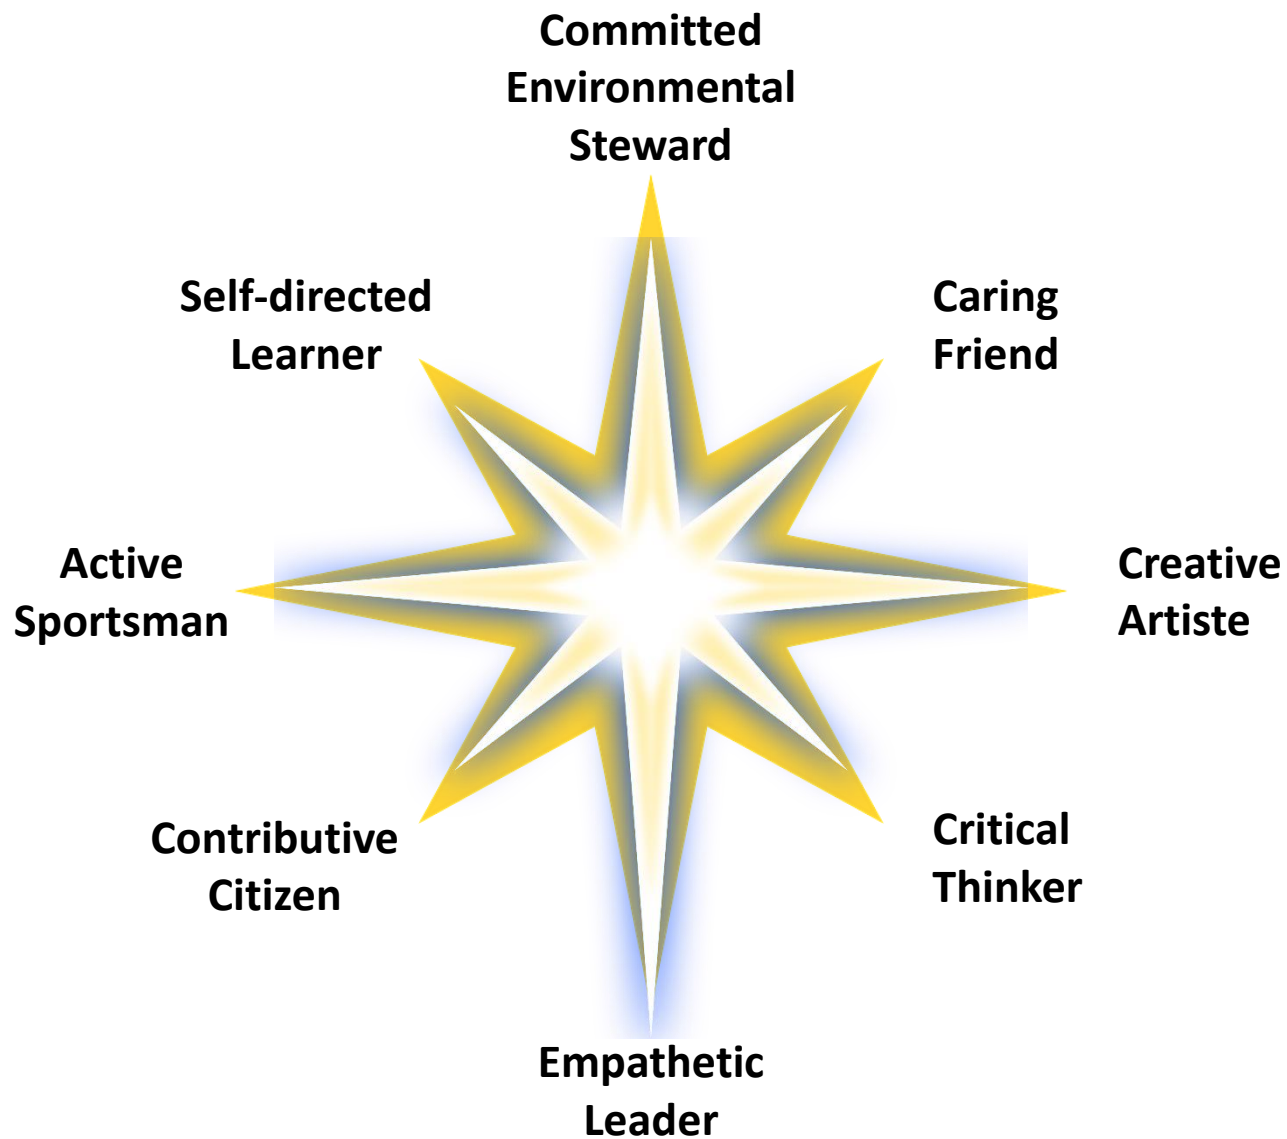 Committed
Environmental
Steward
Self-directed
Learner
Caring
Friend
Active
Sportsman
Creative
Artiste
Contributive
Citizen
Critical
Thinker
Empathetic
Leader